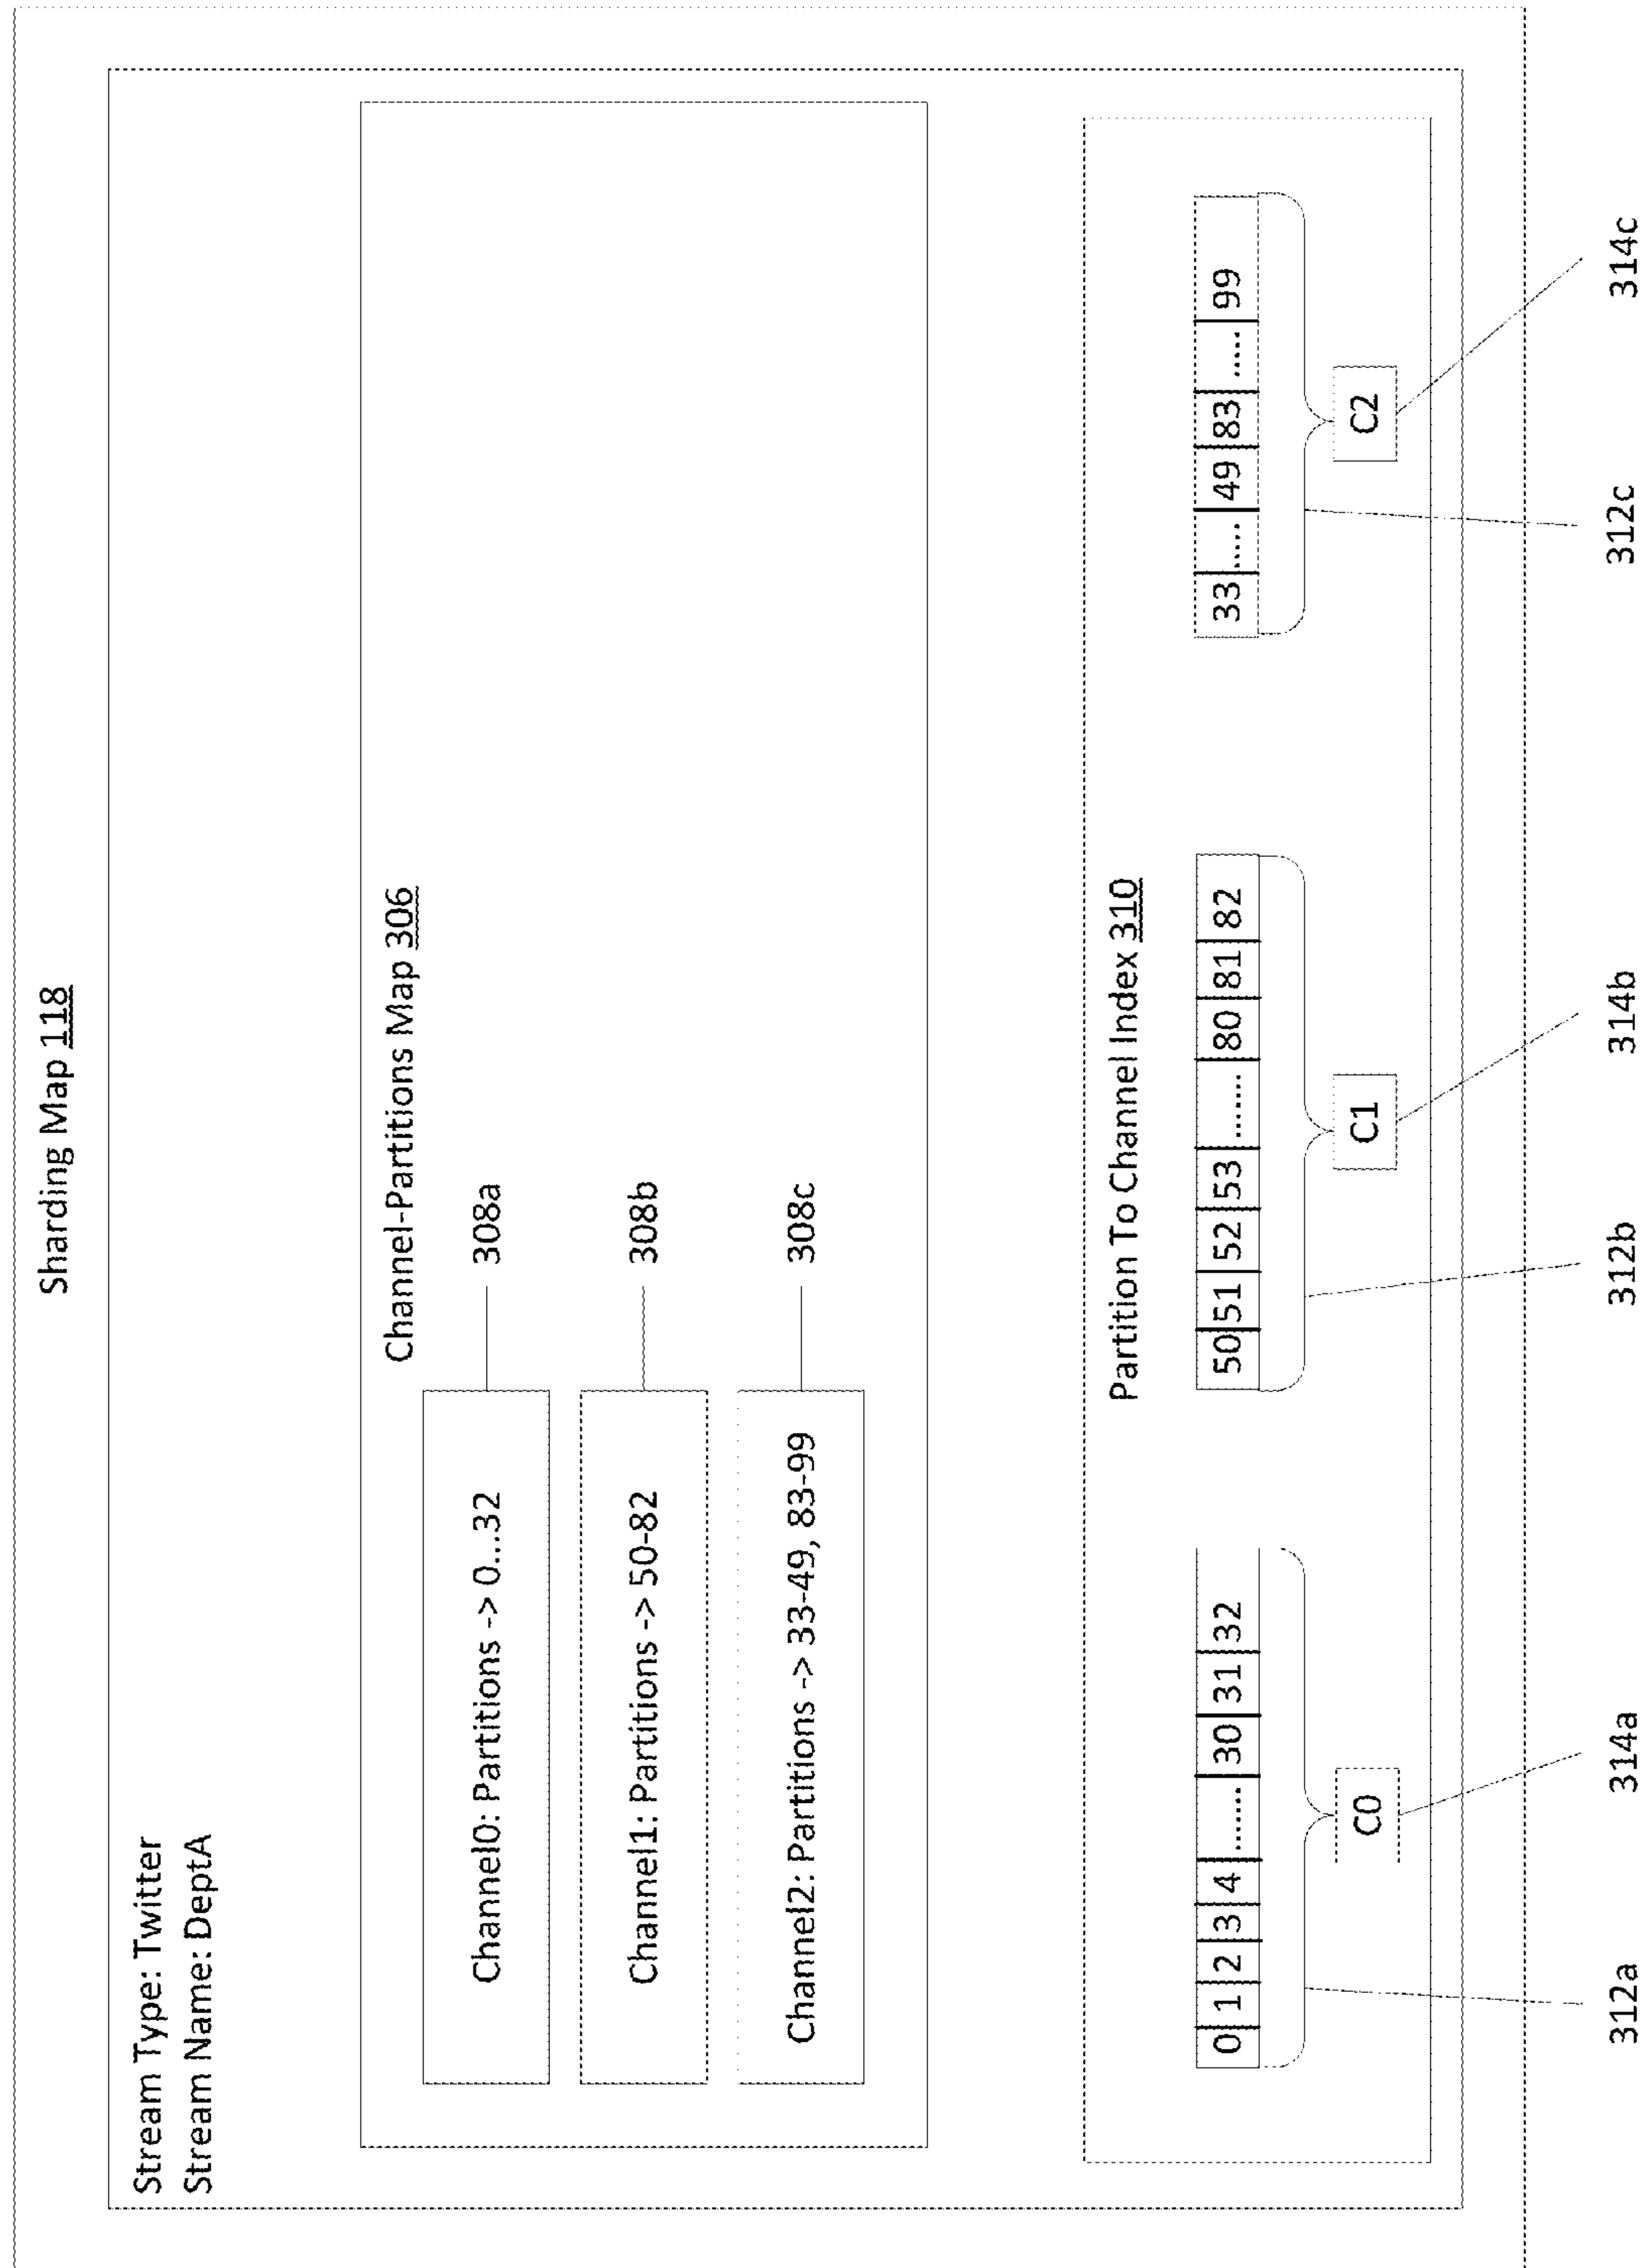 Sharding Map 118
Stream Type: Twitter
Stream Name: DeptA
Channel-Partitions Map 306
Channel0: Partitions -> 0...32
308a
Channel1: Partitions -> 50-82
308b
Channel2: Partitions -> 33-49, 83-99
308c
Partition To Channel Index 310
0 1 2 3 4 ....... 30 31 32
50 51 52 53 ....... 80 81 82
33 ..... 49 83 ..... 99
C0
C1
C2
312a
314a
312b
314b
312c
314c